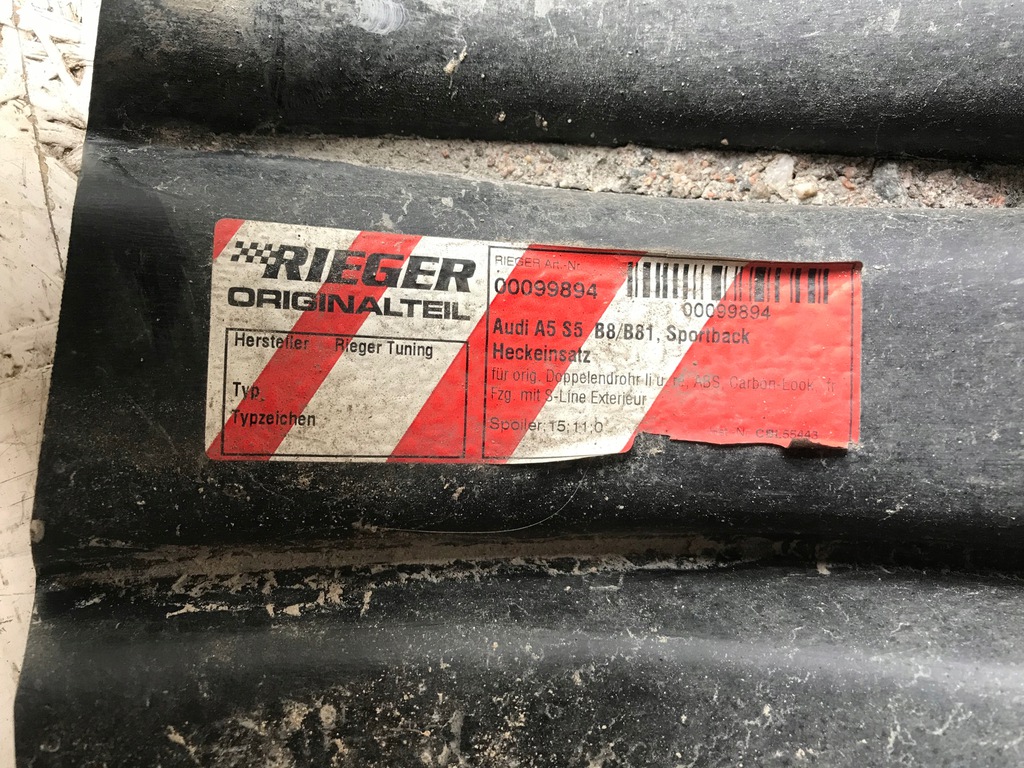 RIEGER
ORIGINALTEIL
Hersteller Rieger Tuning
Typ.
Typzeichen
RIEGER Art.-Nr
00099894
00099894
Audi A5 S5 B8/B81, Sportback
Heckeinsatz
für orig. Doppelendrohr li u. re, ABS, Carbon-Look fr
Fzg. mit S-Line Exterieur
Spoiler:15:11:0